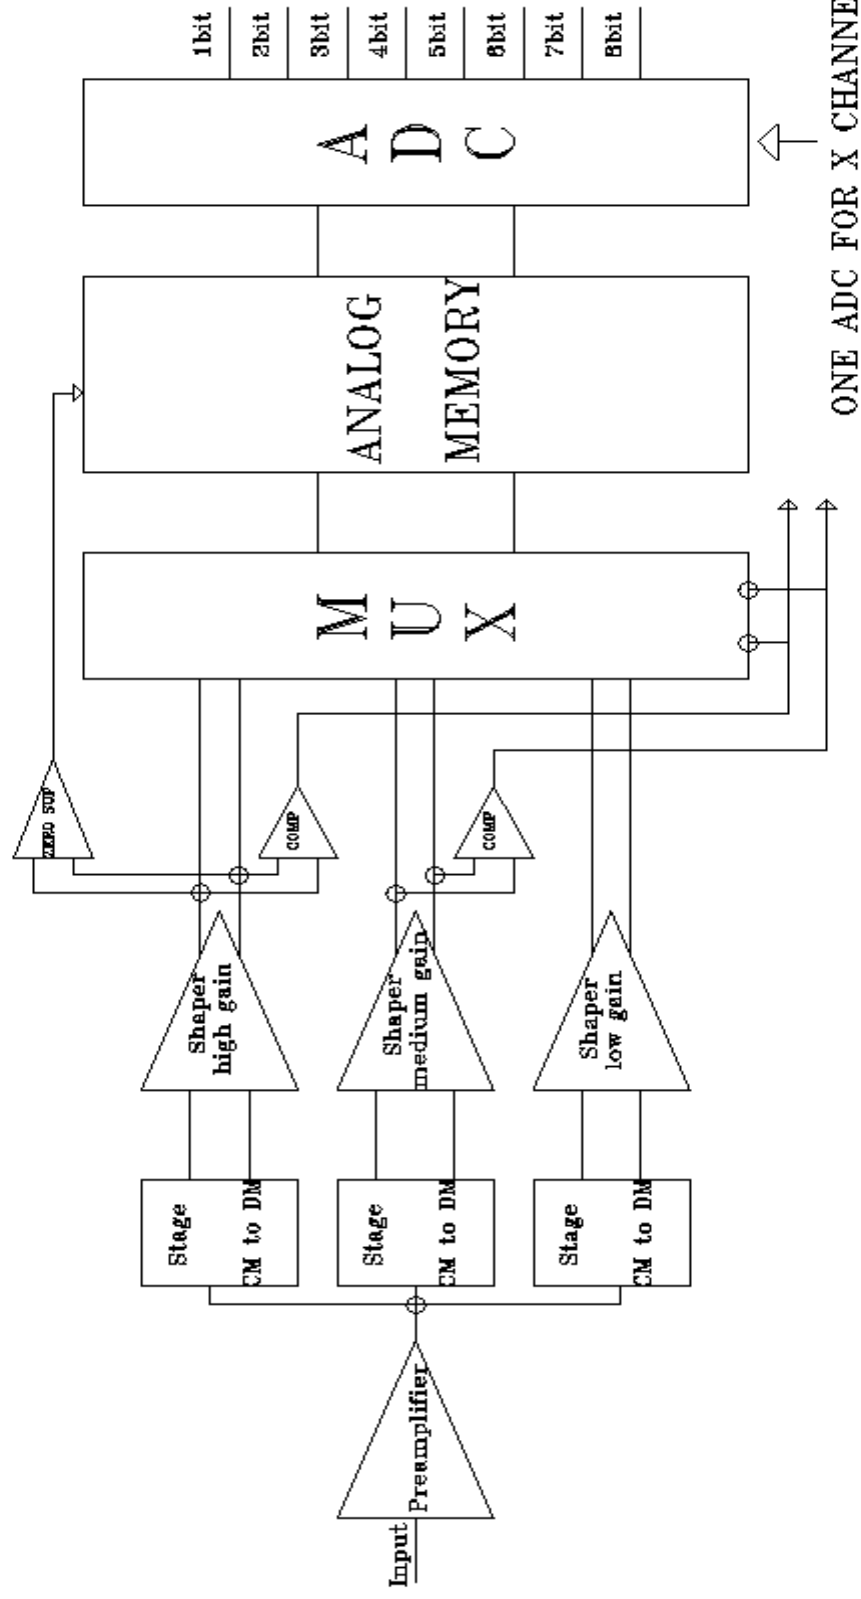 Input
Preamplifier
Stage
CM to DM
Stage
CM to DM
Stage
CM to DM
Shaper
high gain
Shaper
medium gain
Shaper
low gain
ZERO SUP
COMP
COMP
M
U
X
ANALOG
MEMORY
A
D
C
1bit
2bit
3bit
4bit
5bit
6bit
7bit
8bit
ONE ADC FOR X CHANNE